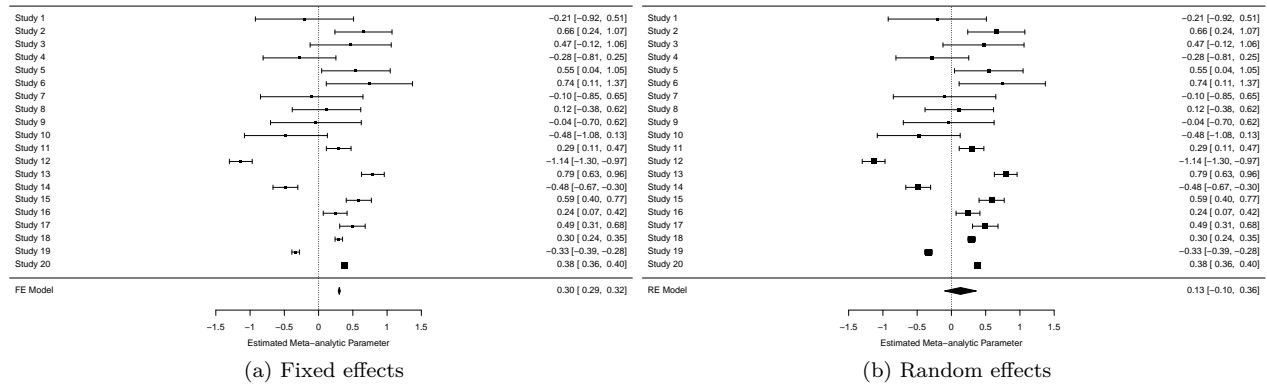 Study 1 −0.21 [−0.92, 0.51]
Study 2 0.66 [ 0.24, 1.07]
Study 3 0.47 [−0.12, 1.06]
Study 4 −0.28 [−0.81, 0.25]
Study 5 0.55 [ 0.04, 1.05]
Study 6 0.74 [ 0.11, 1.37]
Study 7 −0.10 [−0.85, 0.65]
Study 8 0.12 [−0.38, 0.62]
Study 9 −0.04 [−0.70, 0.62]
Study 10 −0.48 [−1.08, 0.13]
Study 11 0.29 [ 0.11, 0.47]
Study 12 −1.14 [−1.30, −0.97]
Study 13 0.79 [ 0.63, 0.96]
Study 14 −0.48 [−0.67, −0.30]
Study 15 0.59 [ 0.40, 0.77]
Study 16 0.24 [ 0.07, 0.42]
Study 17 0.49 [ 0.31, 0.68]
Study 18 0.30 [ 0.24, 0.35]
Study 19 −0.33 [−0.39, −0.28]
Study 20 0.38 [ 0.36, 0.40]
FE Model 0.30 [ 0.29, 0.32]
−1.5 −1 −0.5 0 0.5 1 1.5
Estimated Meta−analytic Parameter
(a) Fixed effects
Study 1 −0.21 [−0.92, 0.51]
Study 2 0.66 [ 0.24, 1.07]
Study 3 0.47 [−0.12, 1.06]
Study 4 −0.28 [−0.81, 0.25]
Study 5 0.55 [ 0.04, 1.05]
Study 6 0.74 [ 0.11, 1.37]
Study 7 −0.10 [−0.85, 0.65]
Study 8 0.12 [−0.38, 0.62]
Study 9 −0.04 [−0.70, 0.62]
Study 10 −0.48 [−1.08, 0.13]
Study 11 0.29 [ 0.11, 0.47]
Study 12 −1.14 [−1.30, −0.97]
Study 13 0.79 [ 0.63, 0.96]
Study 14 −0.48 [−0.67, −0.30]
Study 15 0.59 [ 0.40, 0.77]
Study 16 0.24 [ 0.07, 0.42]
Study 17 0.49 [ 0.31, 0.68]
Study 18 0.30 [ 0.24, 0.35]
Study 19 −0.33 [−0.39, −0.28]
Study 20 0.38 [ 0.36, 0.40]
RE Model 0.13 [−0.10, 0.36]
−1.5 −1 −0.5 0 0.5 1 1.5
Estimated Meta−analytic Parameter
(b) Random effects